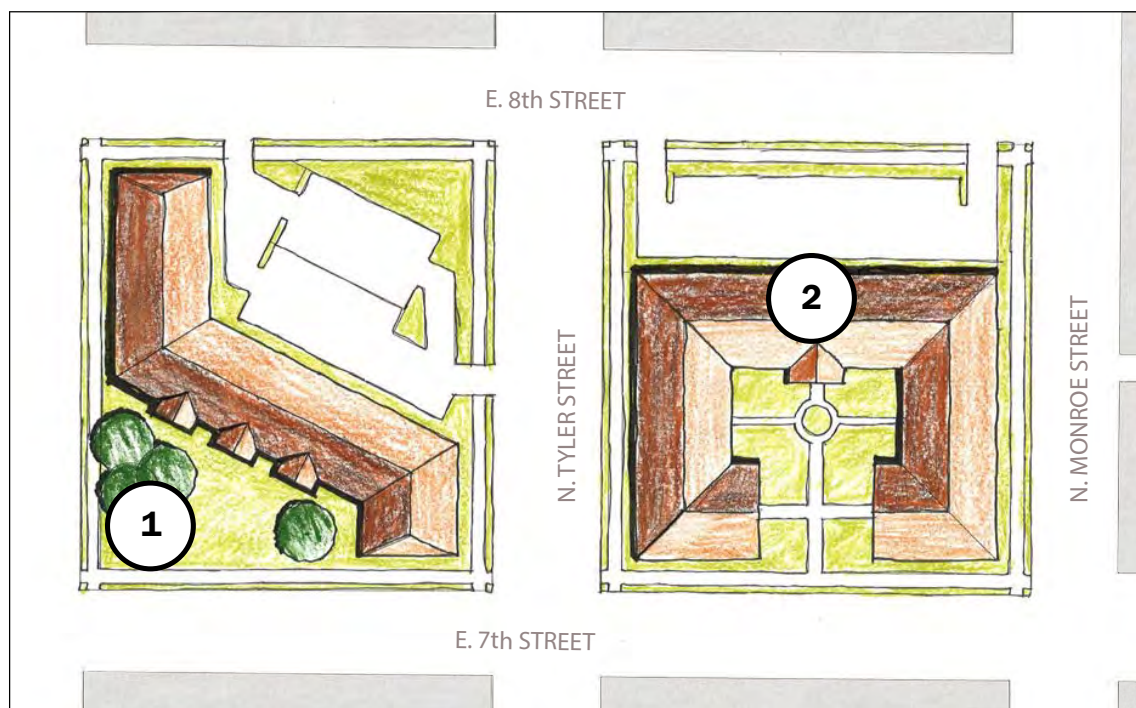 E. 8th STREET
1
2
N. TYLER STREET
N. MONROE STREET
E. 7th STREET